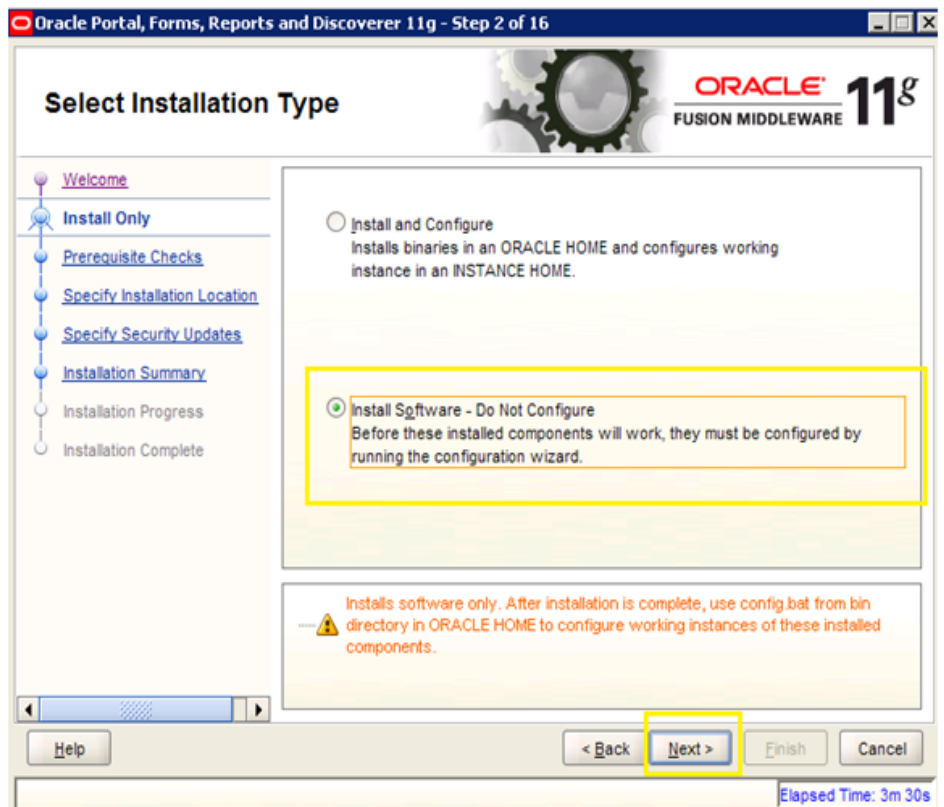 Oracle Portal, Forms, Reports and Discoverer 11g - Step 2 of 16
Select Installation Type
ORACLE
FUSION MIDDLEWARE
11g
Welcome
Install Only
Prerequisite Checks
Specify Installation Location
Specify Security Updates
Installation Summary
Installation Progress
Installation Complete
Install and Configure
Installs binaries in an ORACLE HOME and configures working
instance in an INSTANCE HOME.
Install Software - Do Not Configure
Before these installed components will work, they must be configured by
running the configuration wizard.
Installs software only. After installation is complete, use config.bat from bin
directory in ORACLE HOME to configure working instances of these installed
components.
Help
< Back
Next >
Finish
Cancel
Elapsed Time: 3m 30s